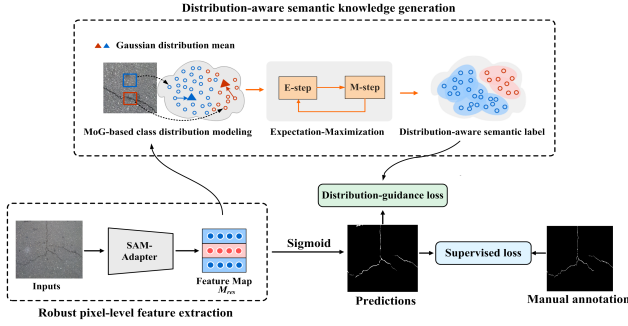 Distribution-aware semantic knowledge generation
Gaussian distribution mean
E-step
M-step
MoG-based class distribution modeling
Expectation-Maximization
Distribution-aware semantic label
Distribution-guidance loss
SAM-
Adapter
Sigmoid
Supervised loss
Inputs
Feature Map
M_res
Predictions
Manual annotation
Robust pixel-level feature extraction